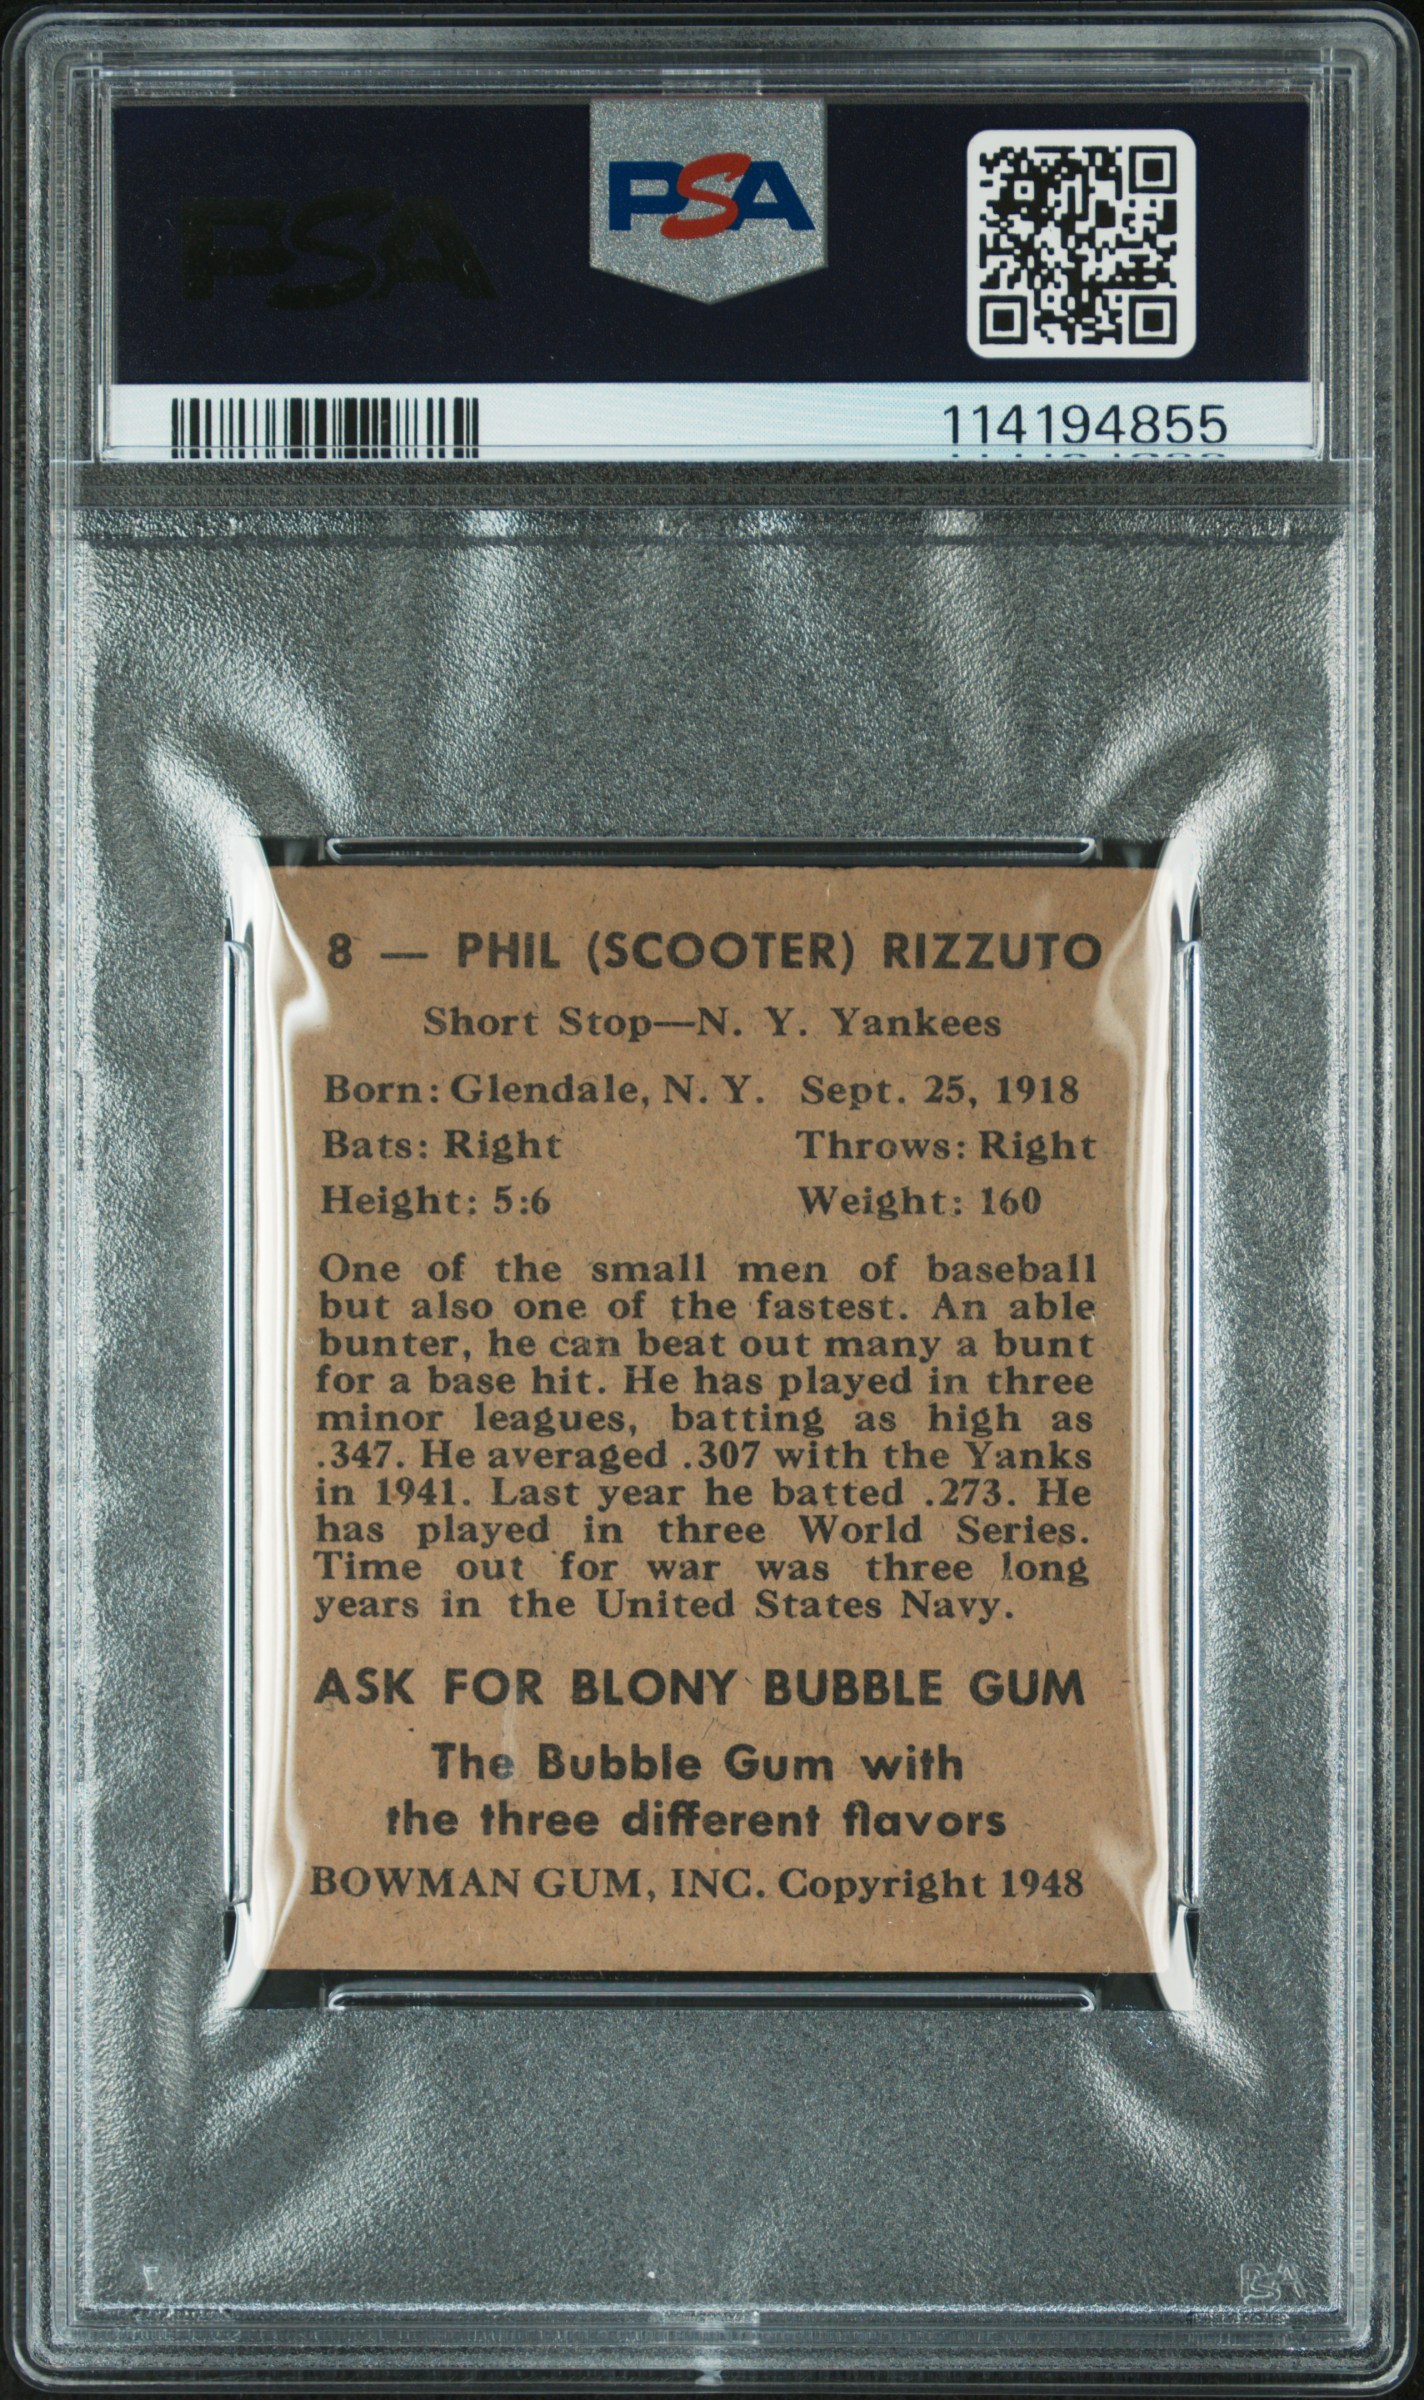 PSA
PSA
114194855
8 — PHIL (SCOOTER) RIZZUTO
Short Stop—N. Y. Yankees
Born: Glendale, N. Y. Sept. 25, 1918
Bats: Right Throws: Right
Height: 5:6 Weight: 160
One of the small men of baseball
but also one of the fastest. An able
bunter, he can beat out many a bunt
for a base hit. He has played in three
minor leagues, batting as high as
.347. He averaged .307 with the Yanks
in 1941. Last year he batted .273. He
has played in three World Series.
Time out for war was three long
years in the United States Navy.
ASK FOR BLONY BUBBLE GUM
The Bubble Gum with
the three different flavors
BOWMAN GUM, INC. Copyright 1948
PSA